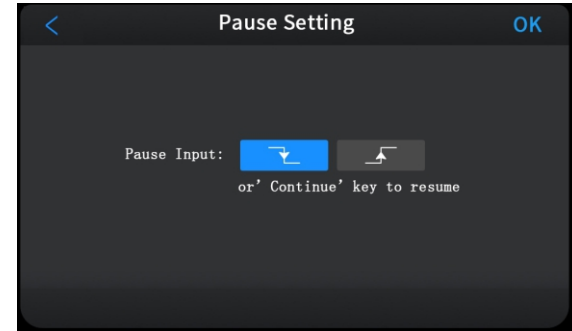 Pause Setting OK
Pause Input:
or’ Continue’ key to resume